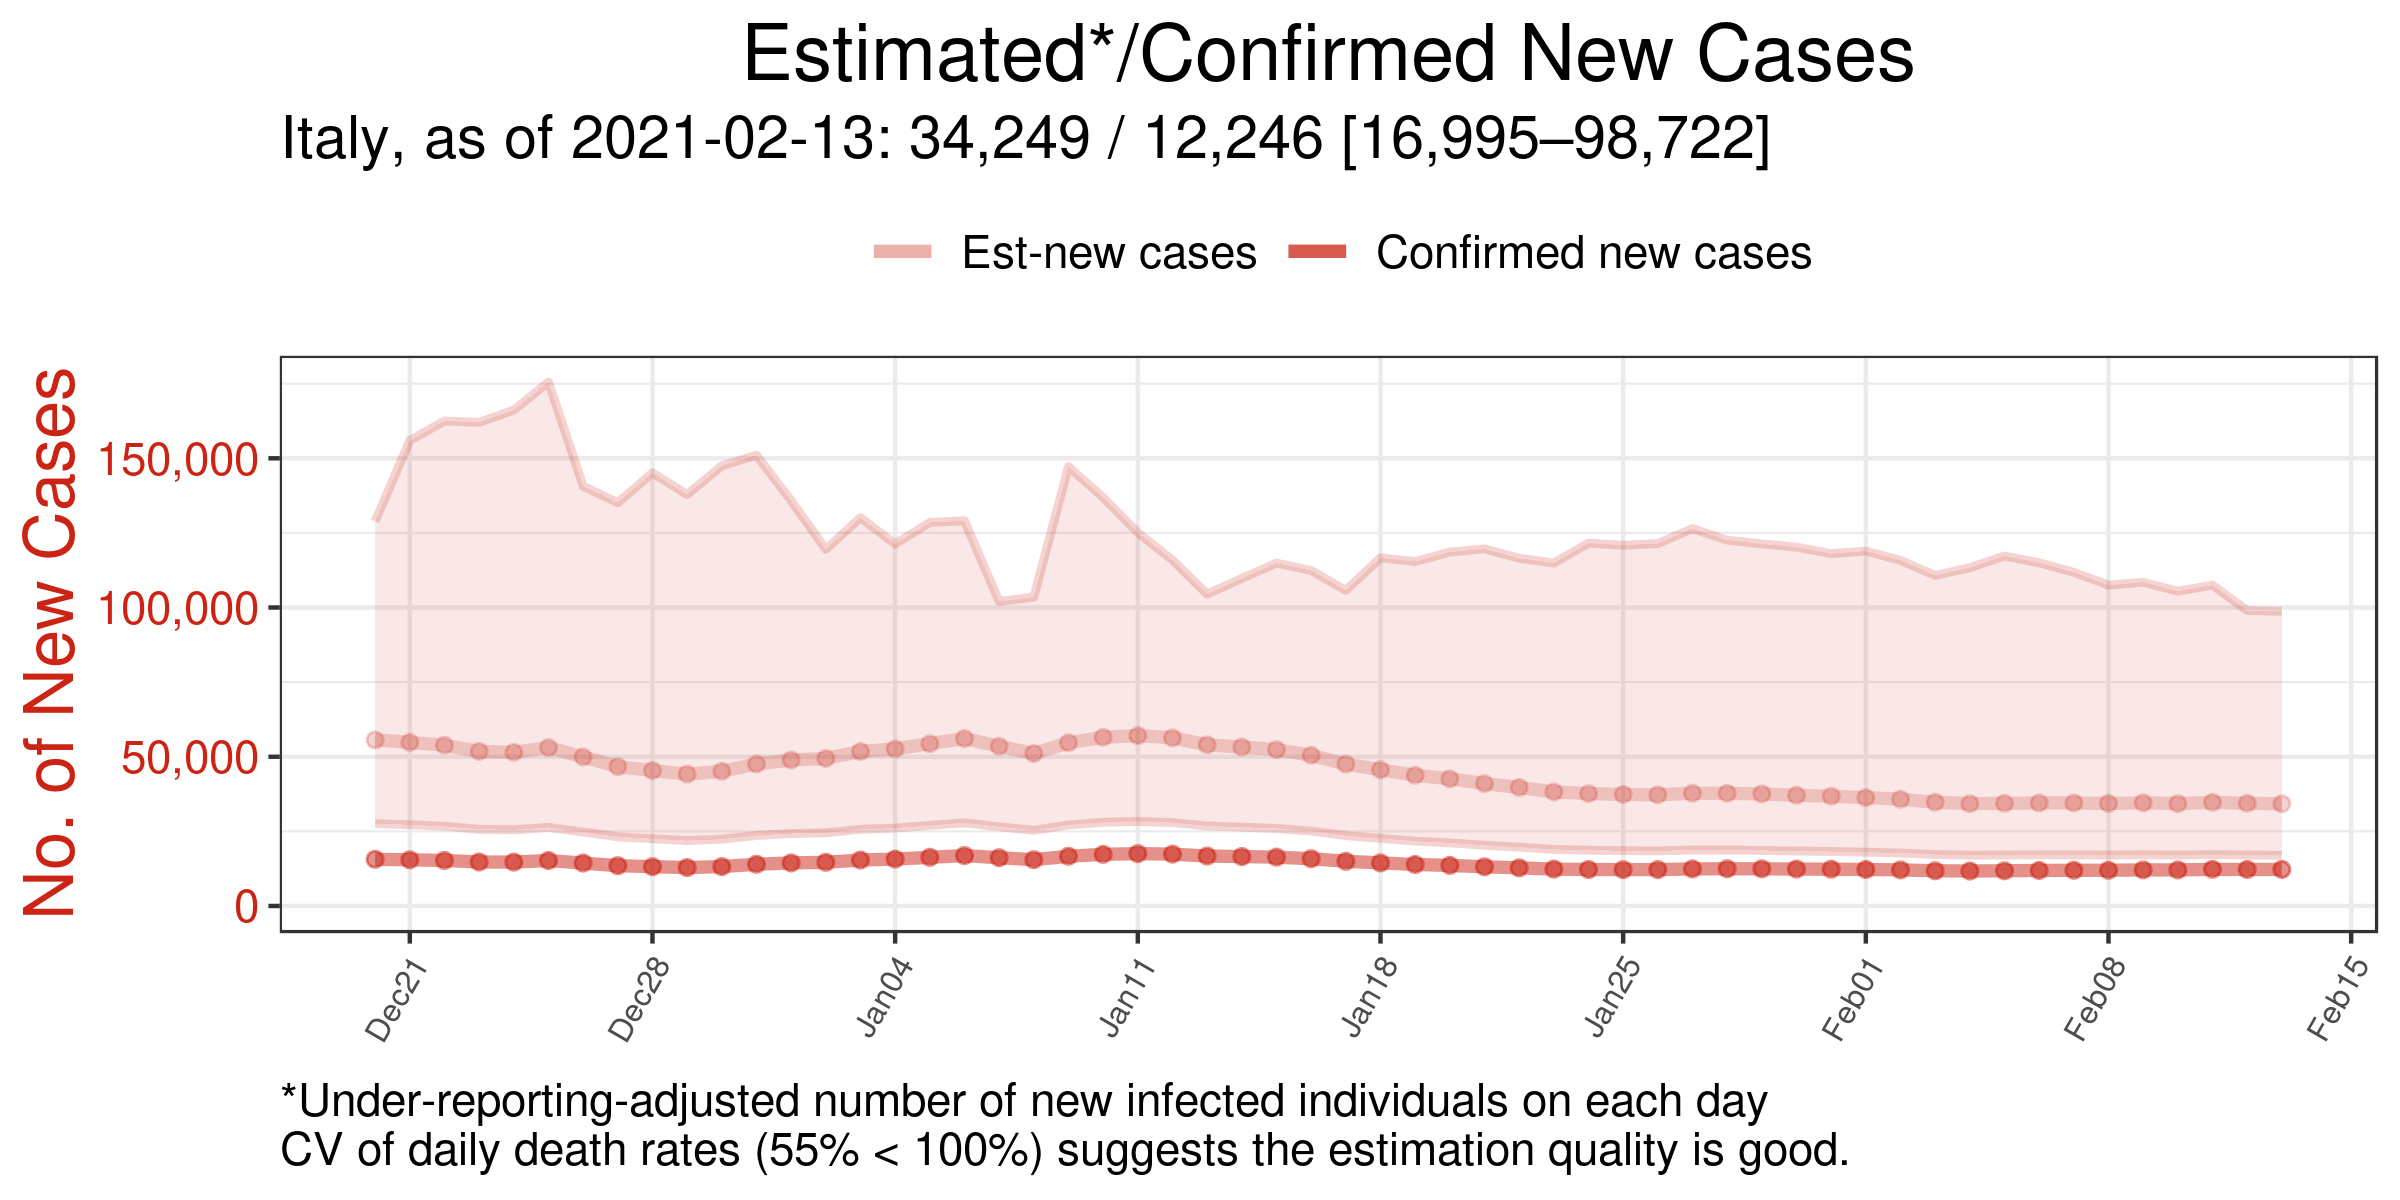 Estimated*/Confirmed New Cases
Italy, as of 2021-02-13: 34,249 / 12,246 [16,995–98,722]
Est-new cases
Confirmed new cases
No. of New Cases
150,000
100,000
50,000
0
Dec21
Dec28
Jan04
Jan11
Jan18
Jan25
Feb01
Feb08
Feb15
*Under-reporting-adjusted number of new infected individuals on each day
CV of daily death rates (55% < 100%) suggests the estimation quality is good.